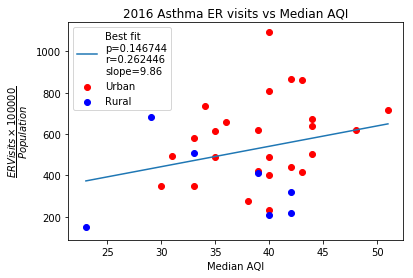 2016 Asthma ER visits vs Median AQI
Best fit
p=0.146744
r=0.262446
slope=9.86
Urban
Rural
ERVisits × 100000
Population
1000
800
600
400
200
25
30
35
40
45
50
Median AQI